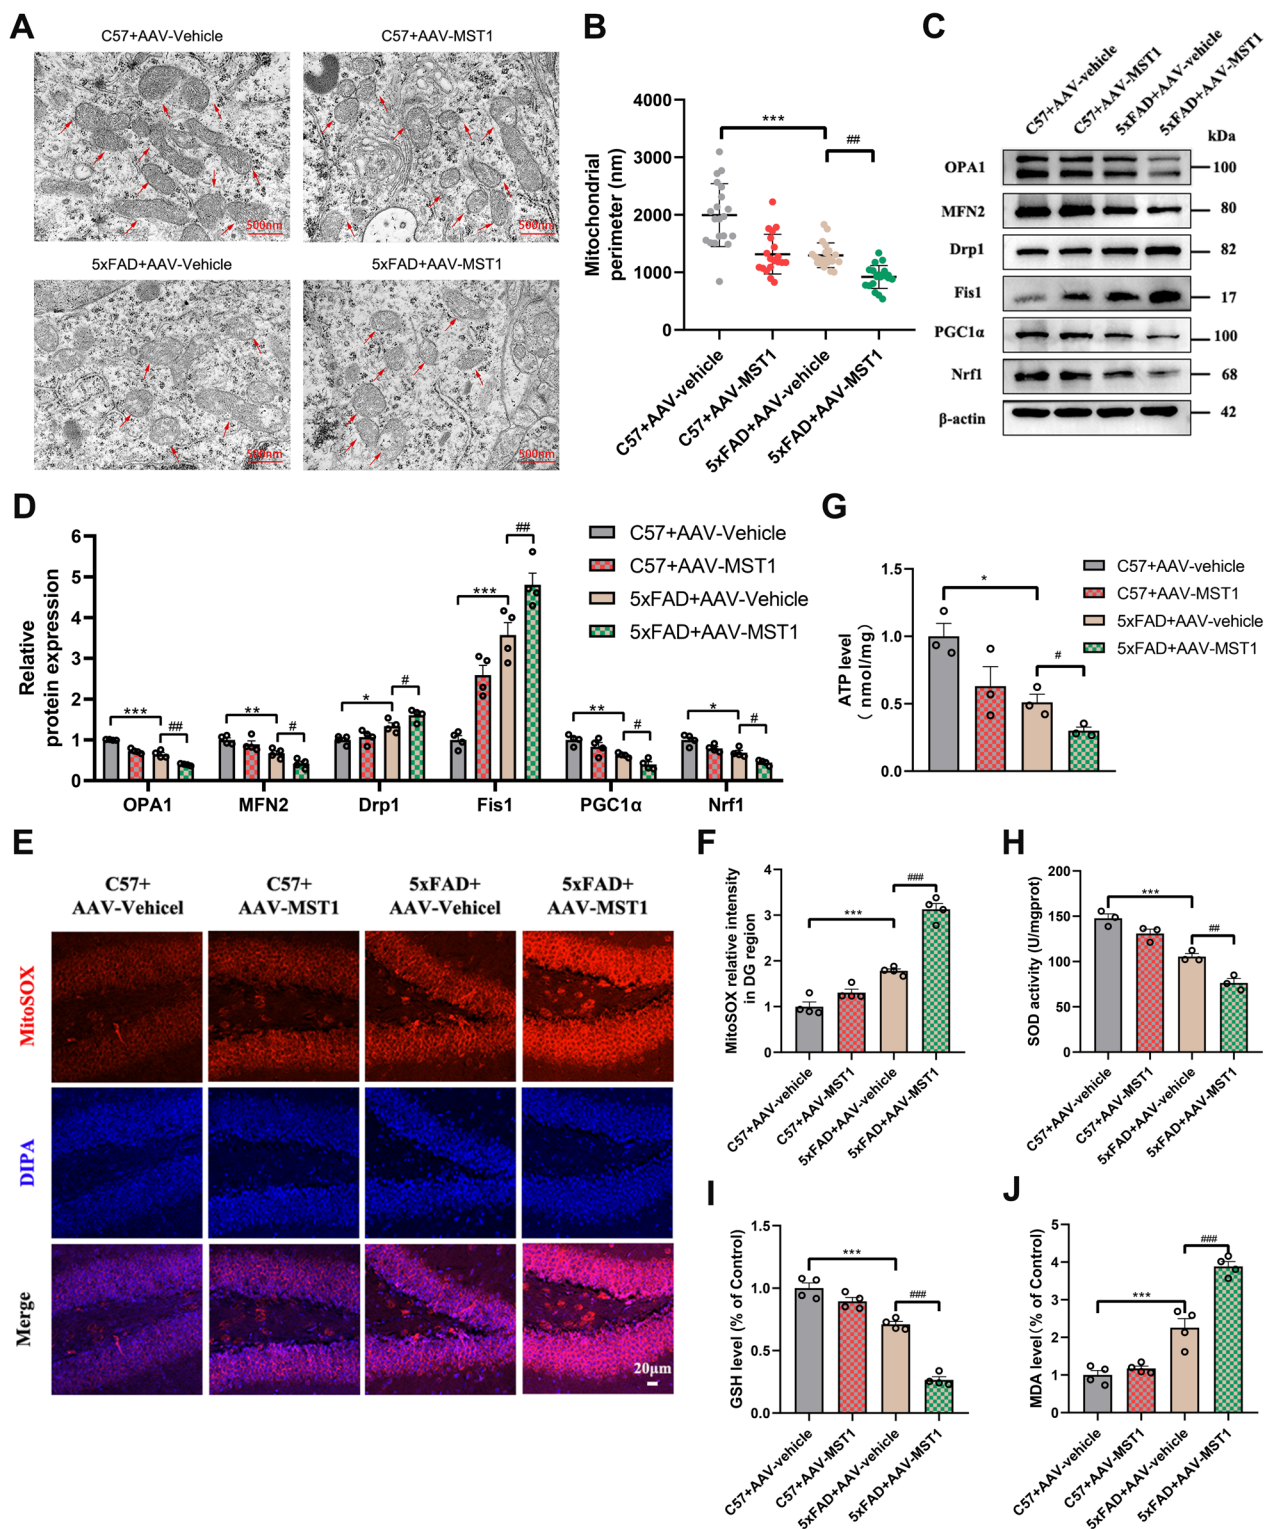 A
C57+AAV-Vehicle
C57+AAV-MST1
500nm
500nm
5xFAD+AAV-Vehicle
5xFAD+AAV-MST1
500nm
500nm
B
Mitochondrial
perimeter (nm)
4000
3000
2000
1000
0
***
##
C57+AAV-vehicle
C57+AAV-MST1
5xFAD+AAV-vehicle
5xFAD+AAV-MST1
C
C57+AAV-vehicle
C57+AAV-MST1
5xFAD+AAV-vehicle
5xFAD+AAV-MST1
kDa
OPA1 100
MFN2 80
Drp1 82
Fis1 17
PGC1α 100
Nrf1 68
β-actin 42
D
Relative
protein expression
6
5
4
3
2
1
0
*** ##
** #
* #
*** ##
** #
* #
OPA1 MFN2 Drp1 Fis1 PGC1α Nrf1
C57+AAV-Vehicle
C57+AAV-MST1
5xFAD+AAV-Vehicle
5xFAD+AAV-MST1
G
ATP level
( nmol/mg)
1.5
1.0
0.5
0.0
*
#
C57+AAV-vehicle
C57+AAV-MST1
5xFAD+AAV-vehicle
5xFAD+AAV-MST1
E
C57+
AAV-Vehicel
C57+
AAV-MST1
5xFAD+
AAV-Vehicel
5xFAD+
AAV-MST1
MitoSOX
DIPA
Merge
20μm
F
MitoSOX relative intensity
in DG region
4
3
2
1
0
***
###
C57+AAV-vehicle
C57+AAV-MST1
5xFAD+AAV-vehicle
5xFAD+AAV-MST1
H
SOD activity (U/mgprot)
200
150
100
50
0
***
##
C57+AAV-vehicle
C57+AAV-MST1
5xFAD+AAV-vehicle
5xFAD+AAV-MST1
I
GSH level (% of Control)
1.5
1.0
0.5
0.0
***
###
C57+AAV-vehicle
C57+AAV-MST1
5xFAD+AAV-vehicle
5xFAD+AAV-MST1
J
MDA level(% of Control)
5
4
3
2
1
0
***
###
C57+AAV-vehicle
C57+AAV-MST1
5xFAD+AAV-vehicle
5xFAD+AAV-MST1